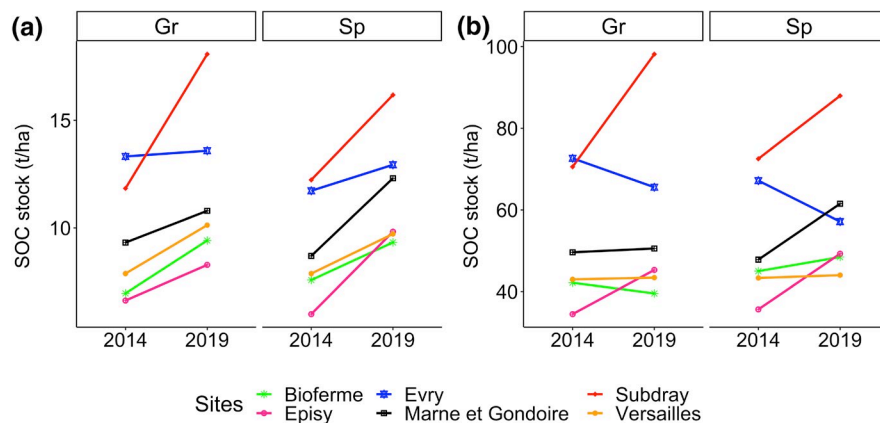 (a)
Gr
Sp
SOC stock (t/ha)
15
10
2014
2019
2014
2019
(b)
Gr
Sp
SOC stock (t/ha)
100
80
60
40
2014
2019
2014
2019
Sites
Bioferme
Evry
Subdray
Episy
Marne et Gondoire
Versailles